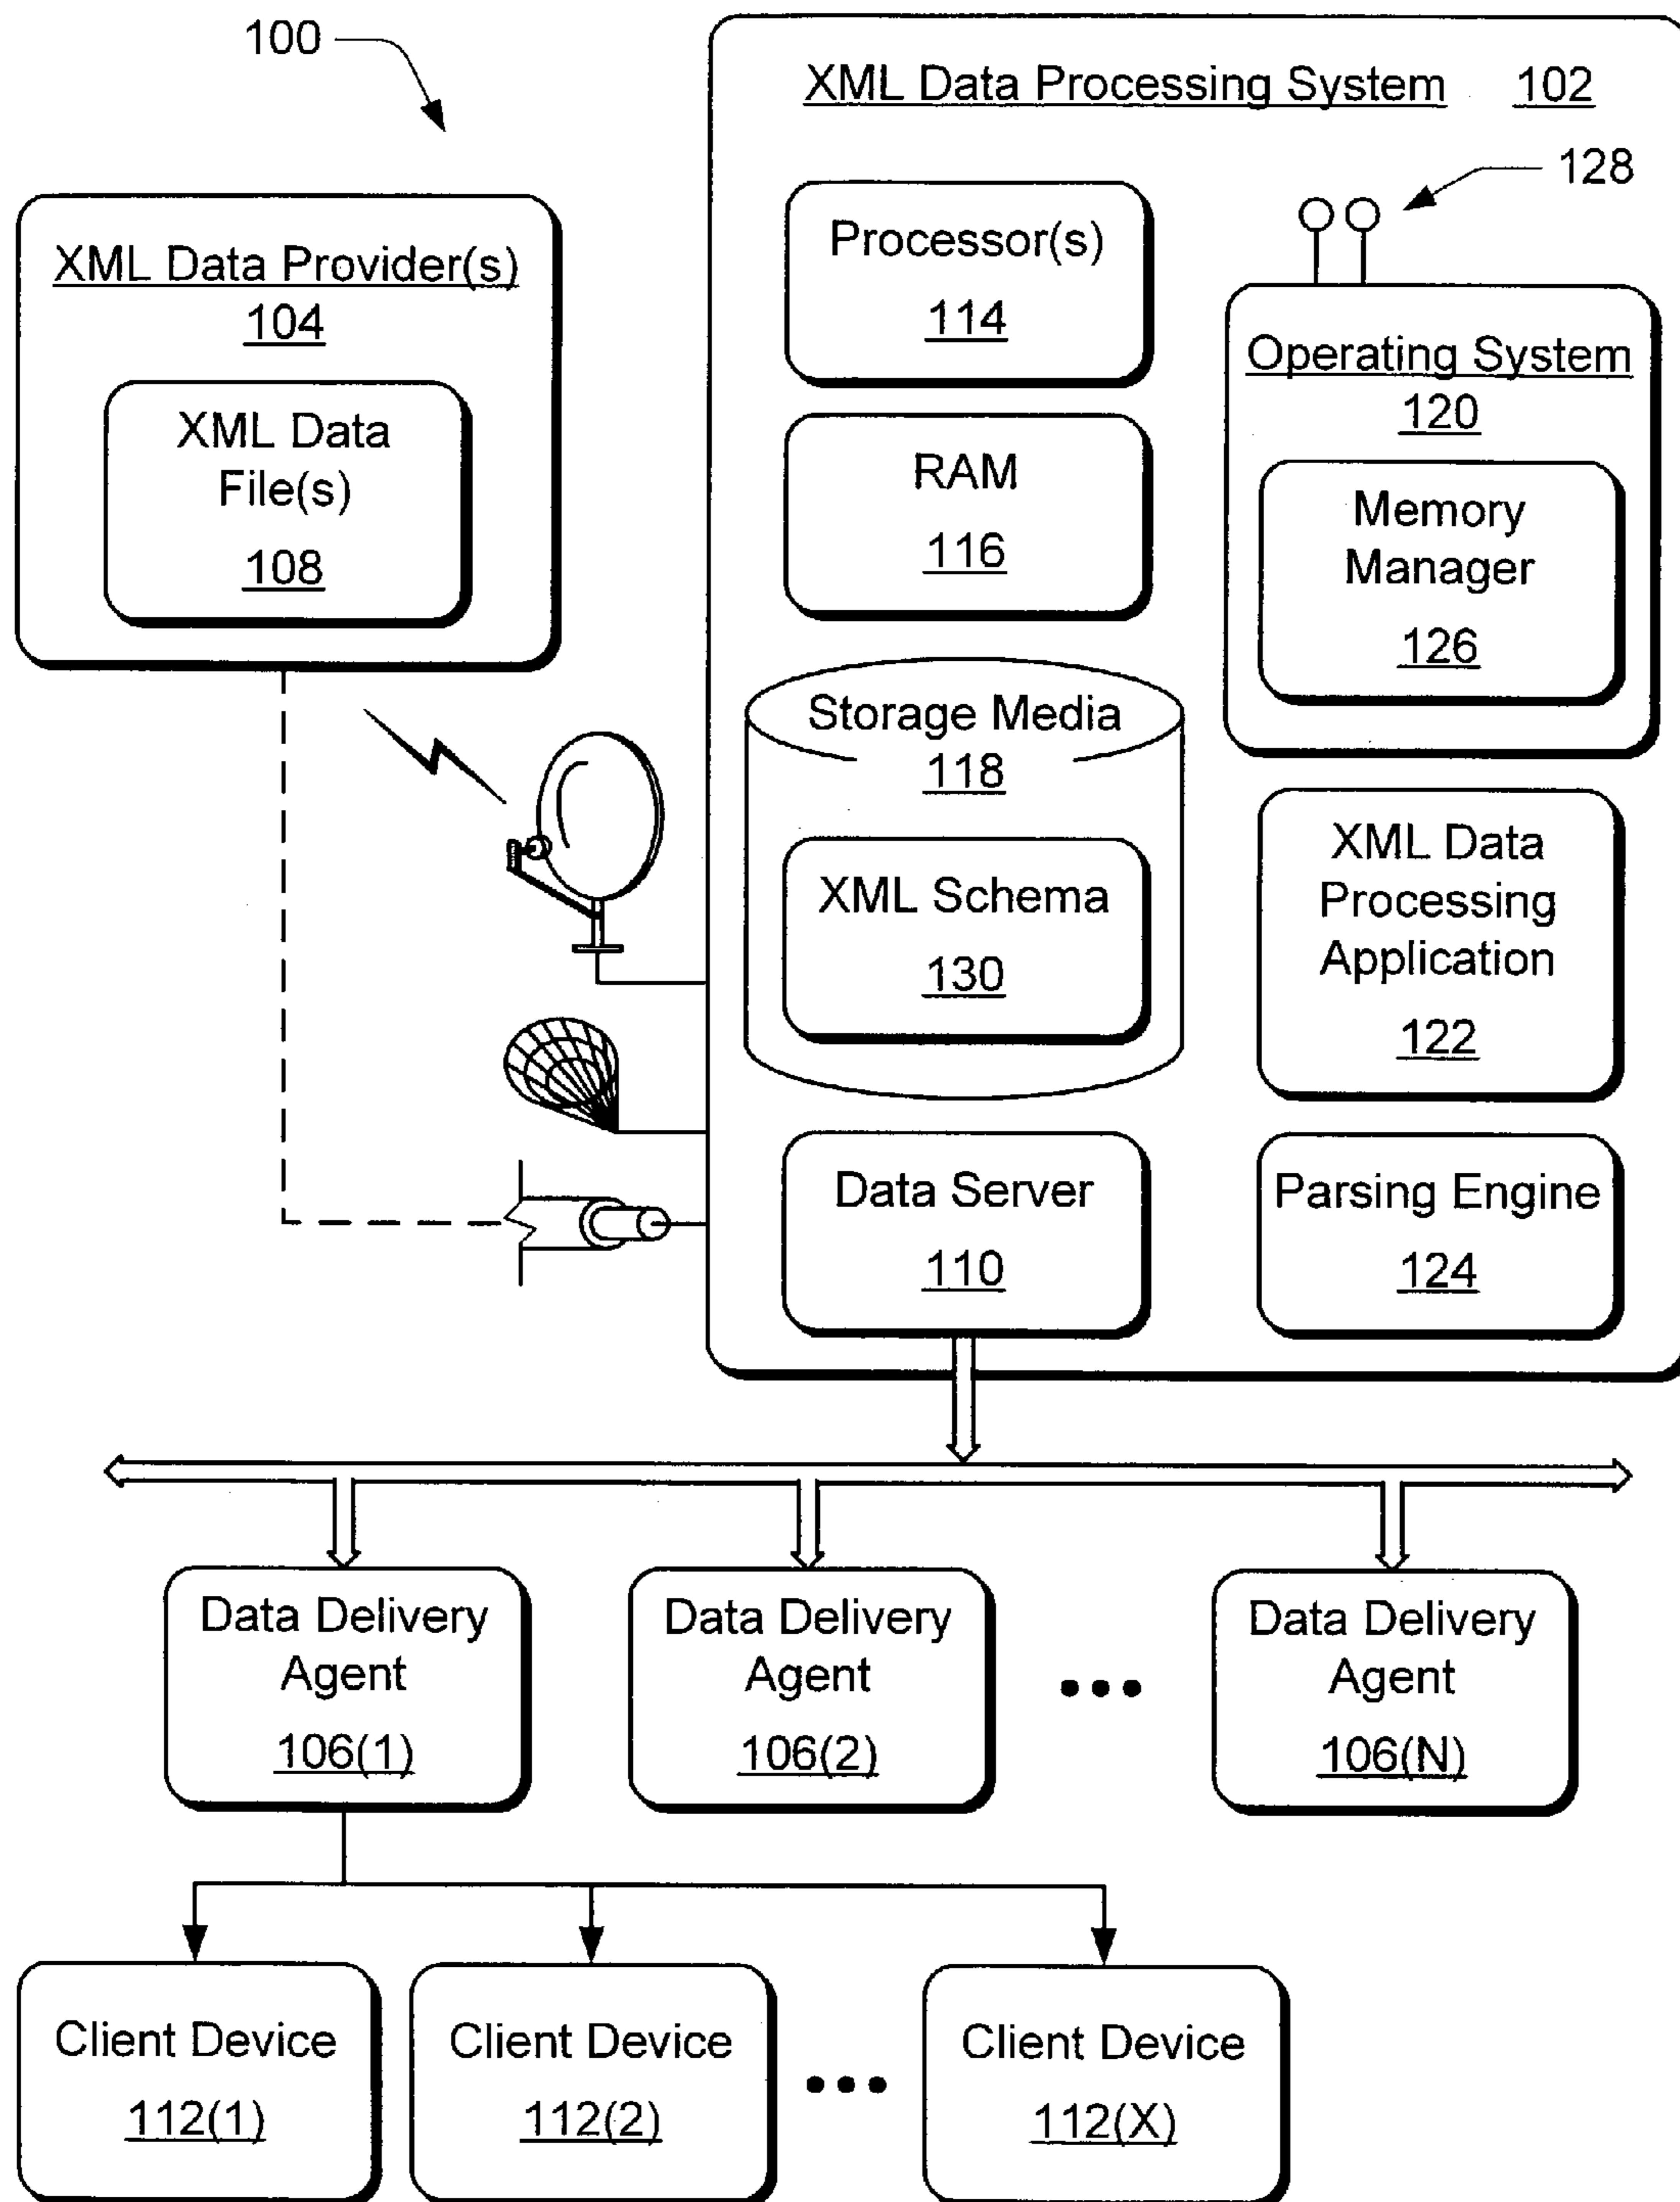 100
XML Data Processing System 102
128
XML Data Provider(s)
104
XML Data
File(s)
108
Processor(s)
114
RAM
116
Operating System
120
Memory
Manager
126
Storage Media
118
XML Schema
130
XML Data
Processing
Application
122
Data Server
110
Parsing Engine
124
Data Delivery
Agent
106(1)
Data Delivery
Agent
106(2)
Data Delivery
Agent
106(N)
Client Device
112(1)
Client Device
112(2)
Client Device
112(X)